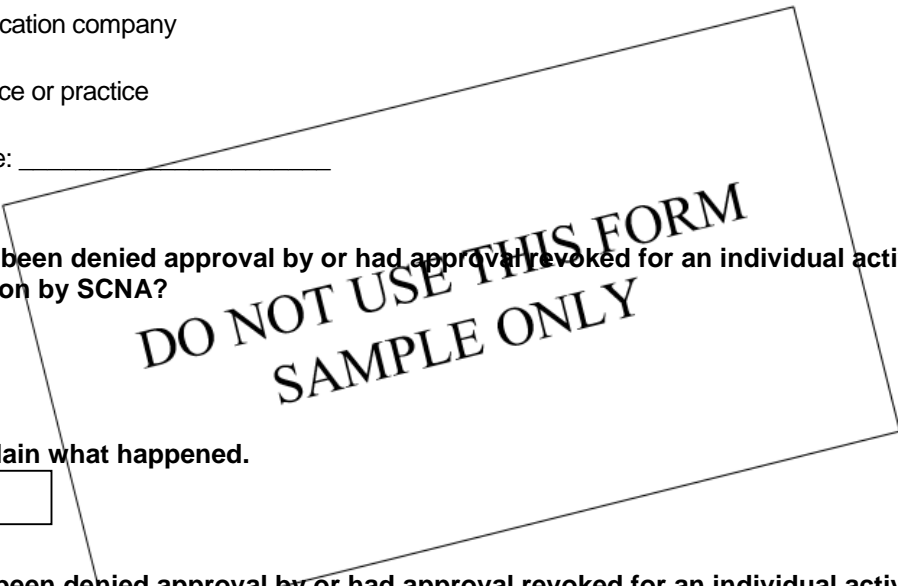 cation company
ce or practice
e: ______________________
been denied approval by or had approval revoked for an individual acti
on by SCNA?
DO NOT USE THIS FORM
SAMPLE ONLY
lain what happened.
been denied approval by or had approval revoked for an individual activ